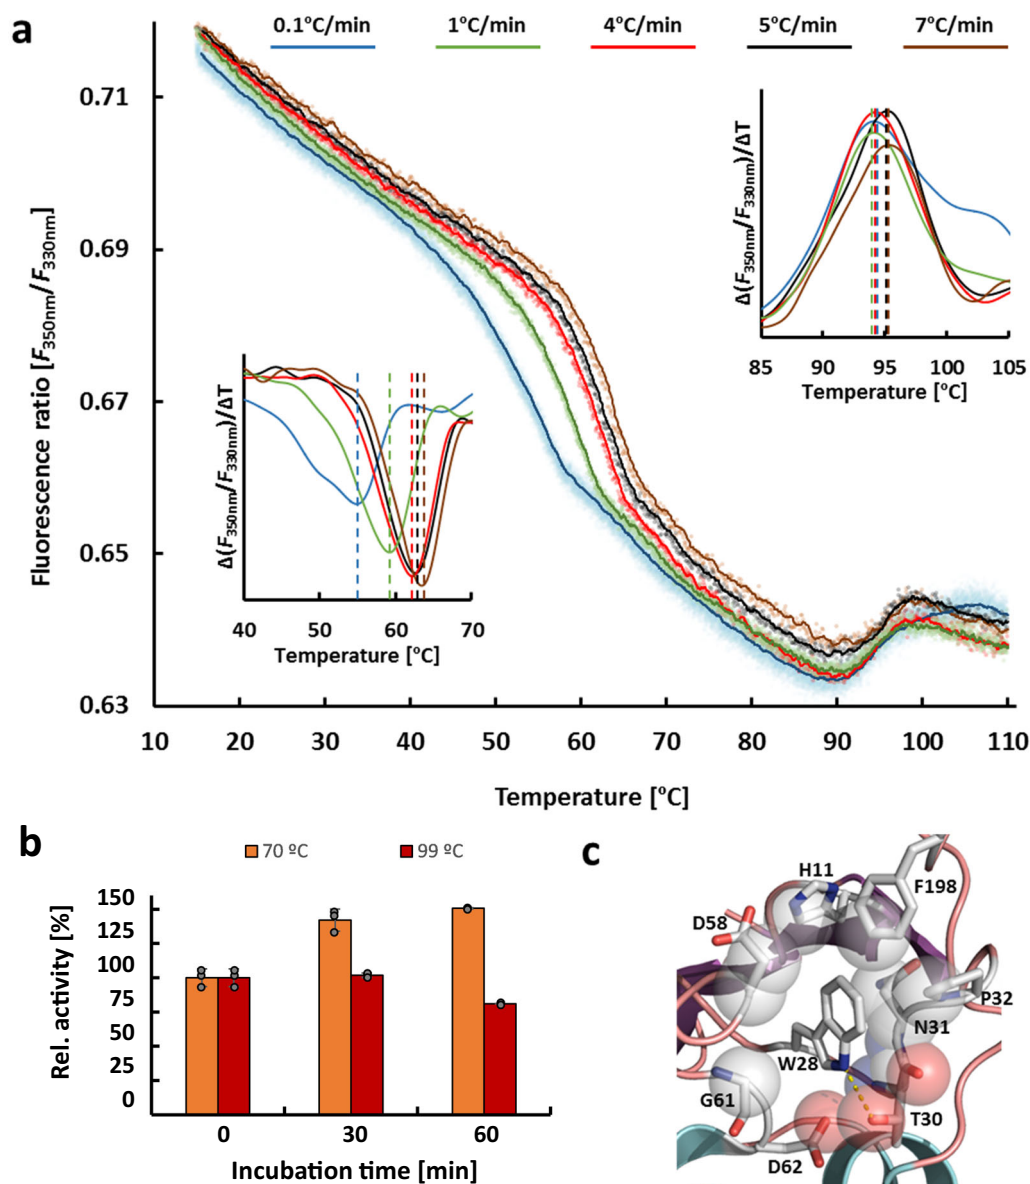 a
0.1°C/min 1°C/min 4°C/min 5°C/min 7°C/min
Fluorescence ratio [F350nm/F330nm]
0.71
0.69
0.67
0.65
0.63
10 20 30 40 50 60 70 80 90 100 110
Temperature [°C]
Δ(F350nm/F330nm)/ΔT
85 90 95 100 105
Temperature [°C]
Δ(F350nm/F330nm)/ΔT
40 50 60 70
Temperature [°C]
b
70 ºC 99 ºC
Rel. activity [%]
150
125
100
75
50
25
0
0 30 60
Incubation time [min]
c
H11
F198
D58
P32
N31
W28
G61
T30
D62